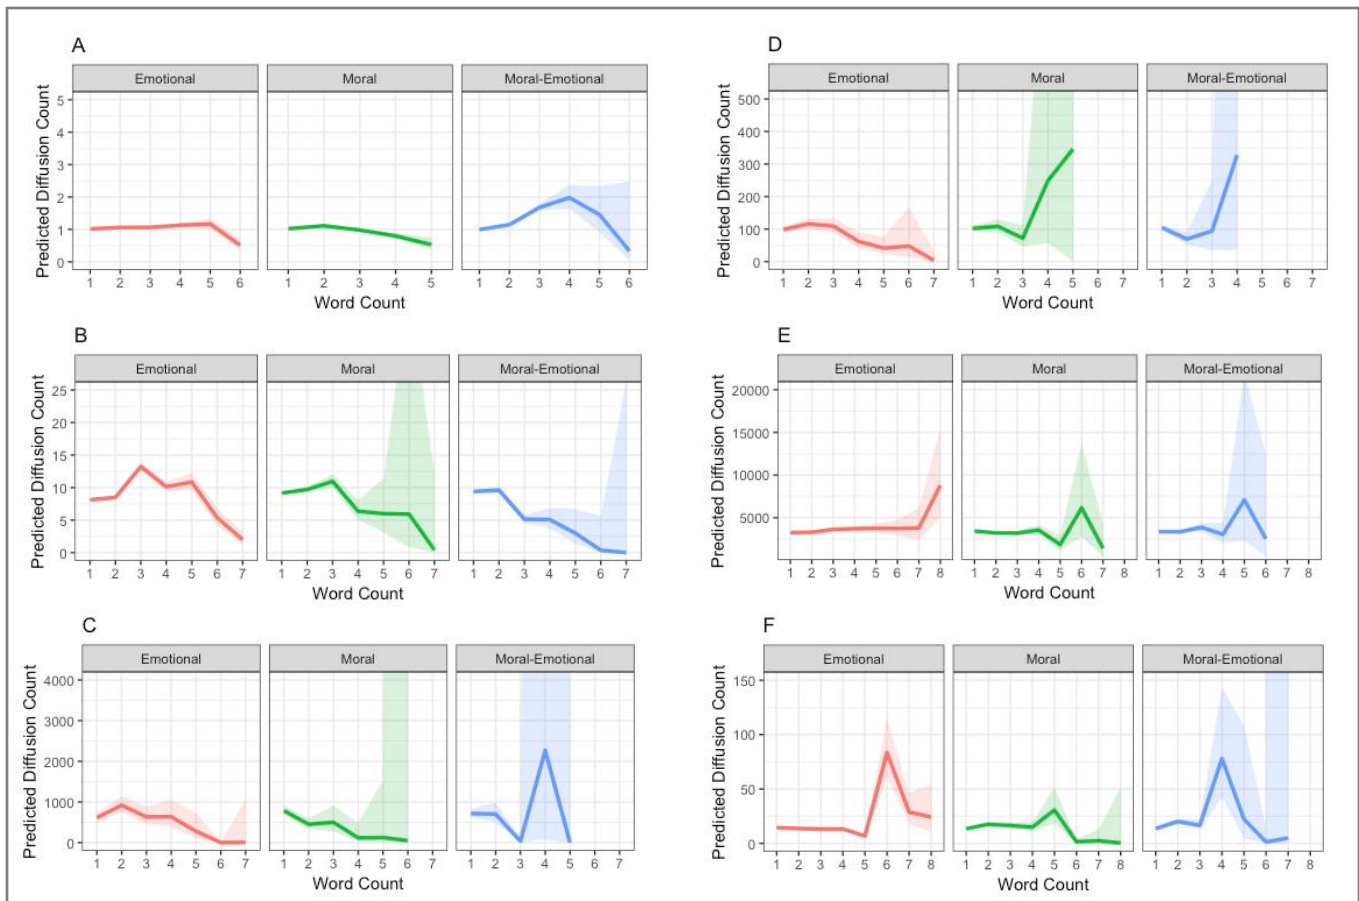 A
Emotional Moral Moral-Emotional
Predicted Diffusion Count
5
4
3
2
1
0
1 2 3 4 5 6 1 2 3 4 5 1 2 3 4 5 6
Word Count
D
Emotional Moral Moral-Emotional
Predicted Diffusion Count
500
400
300
200
100
0
1 2 3 4 5 6 7 1 2 3 4 5 6 7 1 2 3 4 5 6 7
Word Count
B
Emotional Moral Moral-Emotional
Predicted Diffusion Count
25
20
15
10
5
0
1 2 3 4 5 6 7 1 2 3 4 5 6 7 1 2 3 4 5 6 7
Word Count
E
Emotional Moral Moral-Emotional
Predicted Diffusion Count
20000
15000
10000
5000
1 2 3 4 5 6 7 8 1 2 3 4 5 6 7 8 1 2 3 4 5 6 7 8
Word Count
C
Emotional Moral Moral-Emotional
Predicted Diffusion Count
4000
3000
2000
1000
0
1 2 3 4 5 6 7 1 2 3 4 5 6 7 1 2 3 4 5 6 7
Word Count
F
Emotional Moral Moral-Emotional
Predicted Diffusion Count
150
100
50
0
1 2 3 4 5 6 7 8 1 2 3 4 5 6 7 8 1 2 3 4 5 6 7 8
Word Count